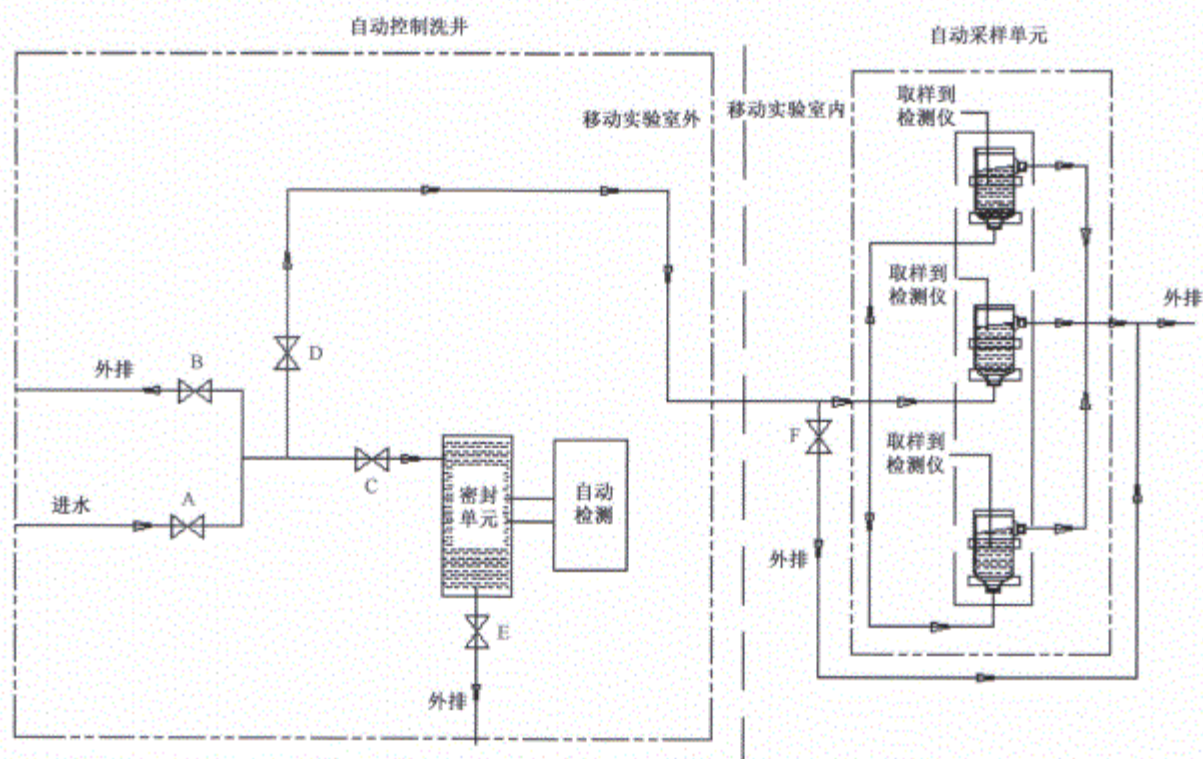 自动控制洗井
自动采样单元
移动实验室外
移动实验室内
取样到
检测仪
取样到
检测仪
外排
D
B
外排
F
取样到
检测仪
C
进水
A
密封
单元
自动
检测
外排
E
外排